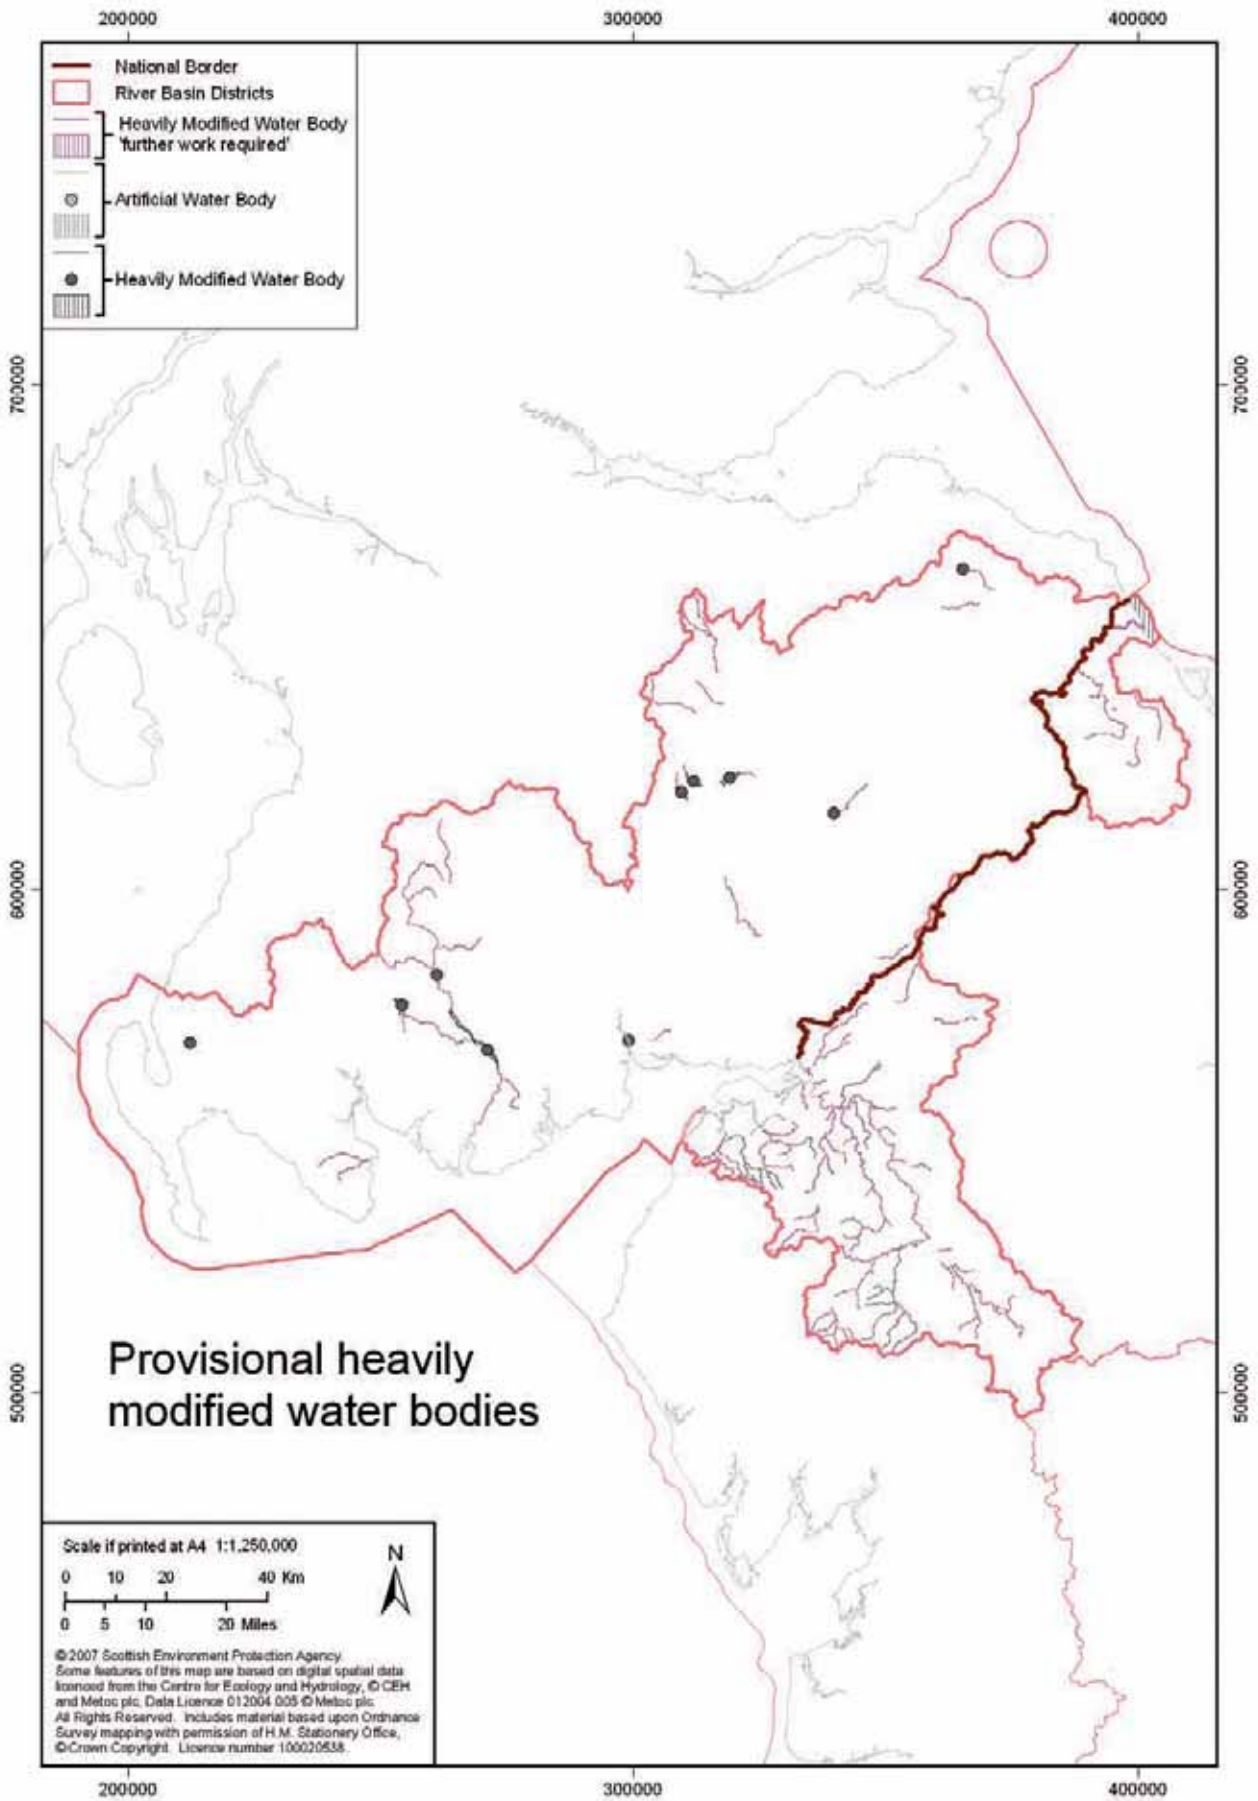 200000
300000
400000
National Border
River Basin Districts
Heavily Modified Water Body
'further work required'
Artificial Water Body
Heavily Modified Water Body
700000
700000
600000
600000
500000
500000
Provisional heavily
modified water bodies
Scale if printed at A4 1:1,250,000
0 10 20 40 Km
0 5 10 20 Miles
N
© 2007 Scottish Environment Protection Agency.
Some features of this map are based on digital spatial data
licenced from the Centre for Ecology and Hydrology, © CEH
and Metoc plc, Data Licence 012004.005 © Metoc plc.
All Rights Reserved. Includes material based upon Ordnance
Survey mapping with permission of H.M. Stationery Office,
© Crown Copyright. Licence number 100020538.
200000
300000
400000